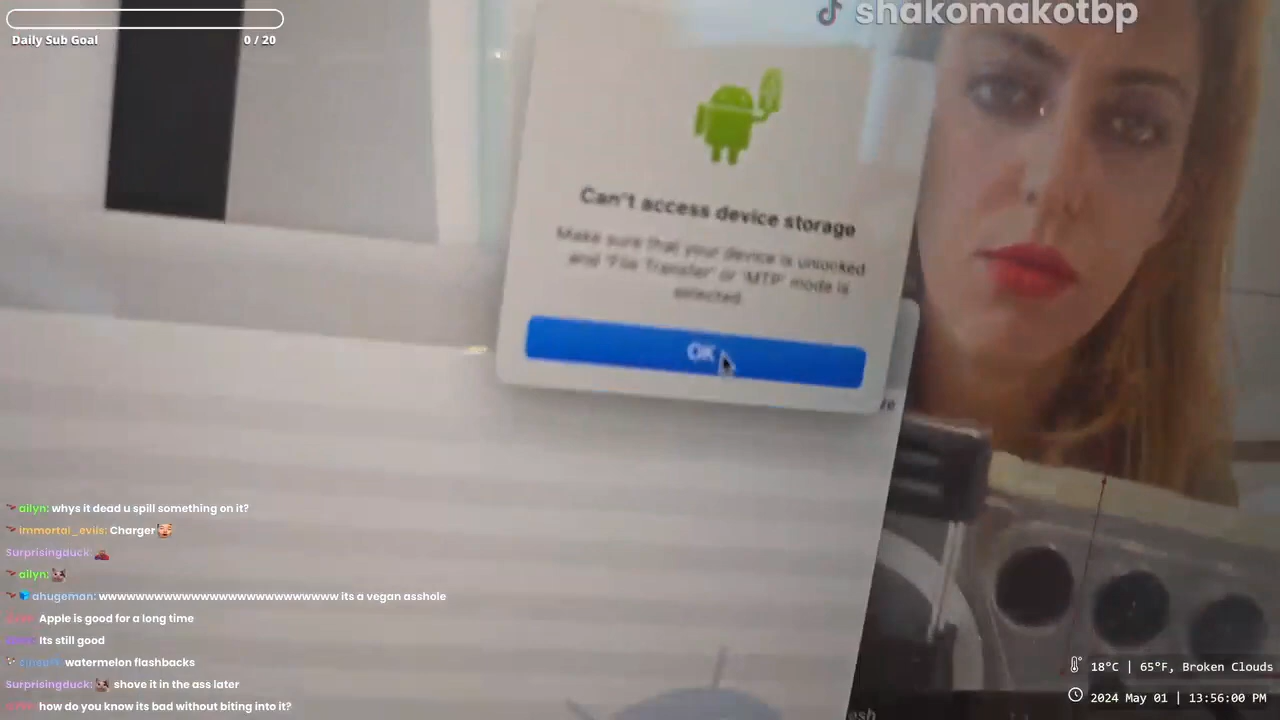 shakomakotbp
Daily Sub Goal
0 / 20
Can't access device storage
Make sure that your device is unlocked
and 'File Transfer' or 'MTP' mode is
selected.
OK
ailyn: whys it dead u spill something on it?
immortal_evils: Charger
Surprisingduck:
ailyn:
ahugeman: wwwwwwwwwwwwwwwwwwwwwwwwww its a vegan asshole
Apple is good for a long time
Its still good
watermelon flashbacks
Surprisingduck: shove it in the ass later
how do you know its bad without biting into it?
18°C | 65°F, Broken Clouds
2024 May 01 | 13:56:00 PM